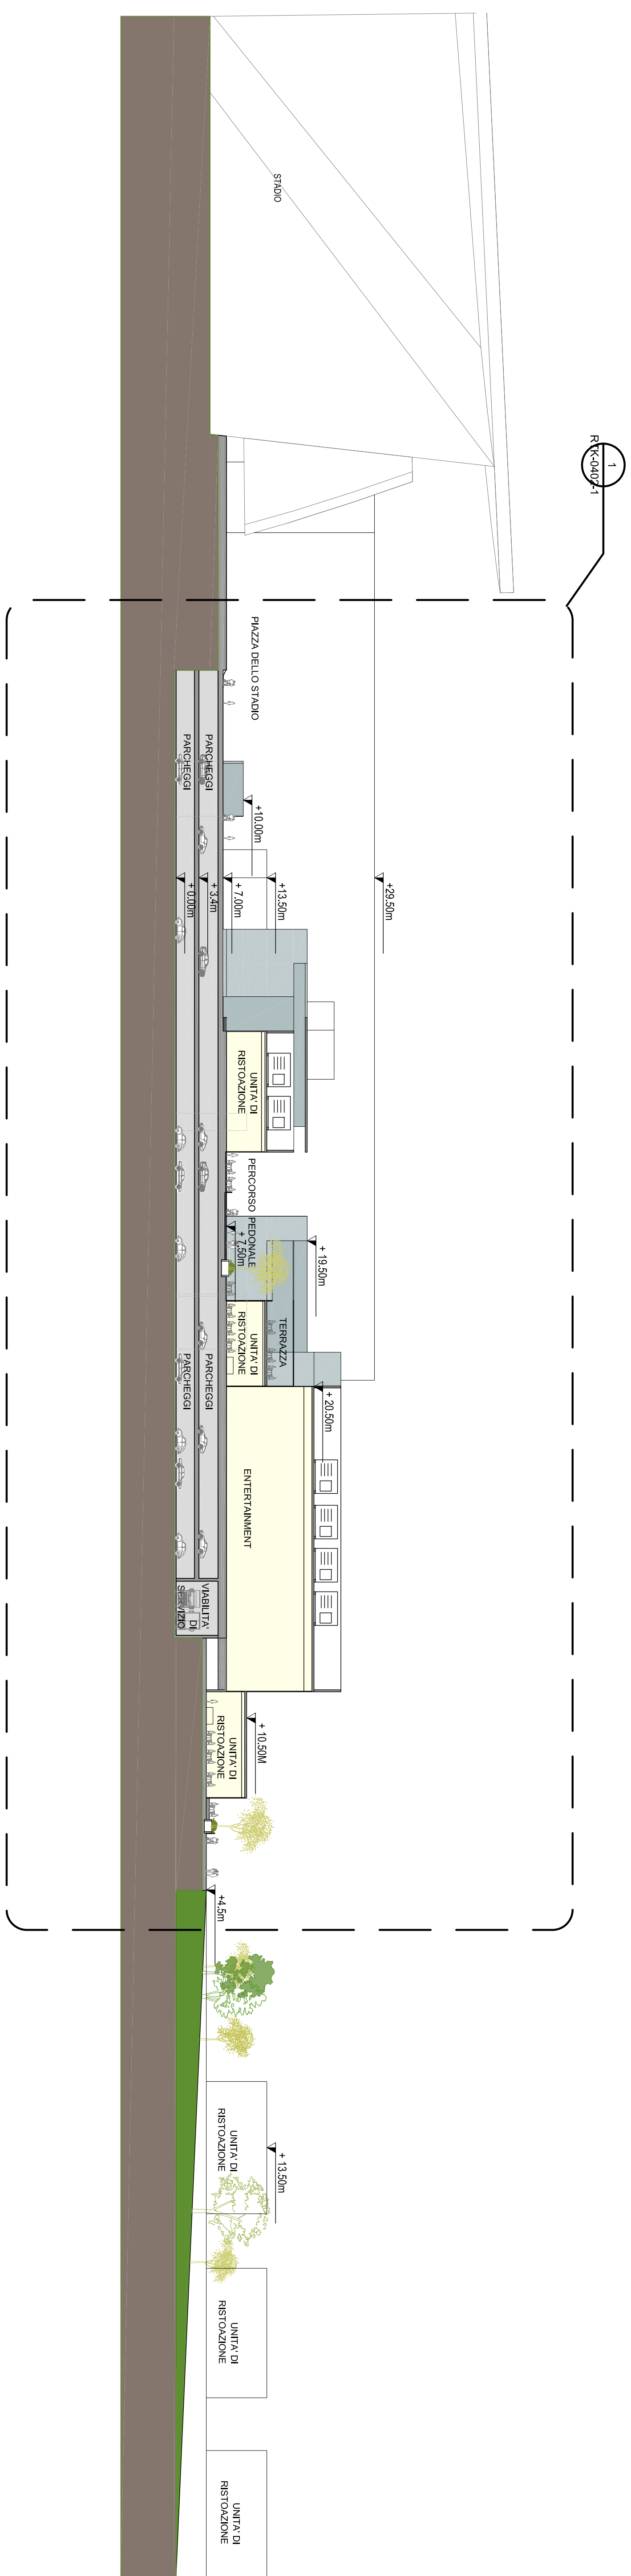 STADIO
1
RTK-0402-1
PIAZZA DELLO STADIO
PARCHEGGI
PARCHEGGI
+10.00m
+29.50m
+13.50m
+ 7.00m
+ 3.4m
+ 0.00m
UNITA' DI
RISTOAZIONE
PERCORSO PEDONALE
+ 7.50m
+ 19.50m
TERRAZZA
UNITA' DI
RISTOAZIONE
PARCHEGGI
PARCHEGGI
+ 20.50m
ENTERTAINMENT
VIABILITA' DI
SERVIZIO
+ 10.50M
UNITA' DI
RISTOAZIONE
+4.5m
+ 13.50m
UNITA' DI
RISTOAZIONE
UNITA' DI
RISTOAZIONE
UNITA' DI
RISTOAZIONE